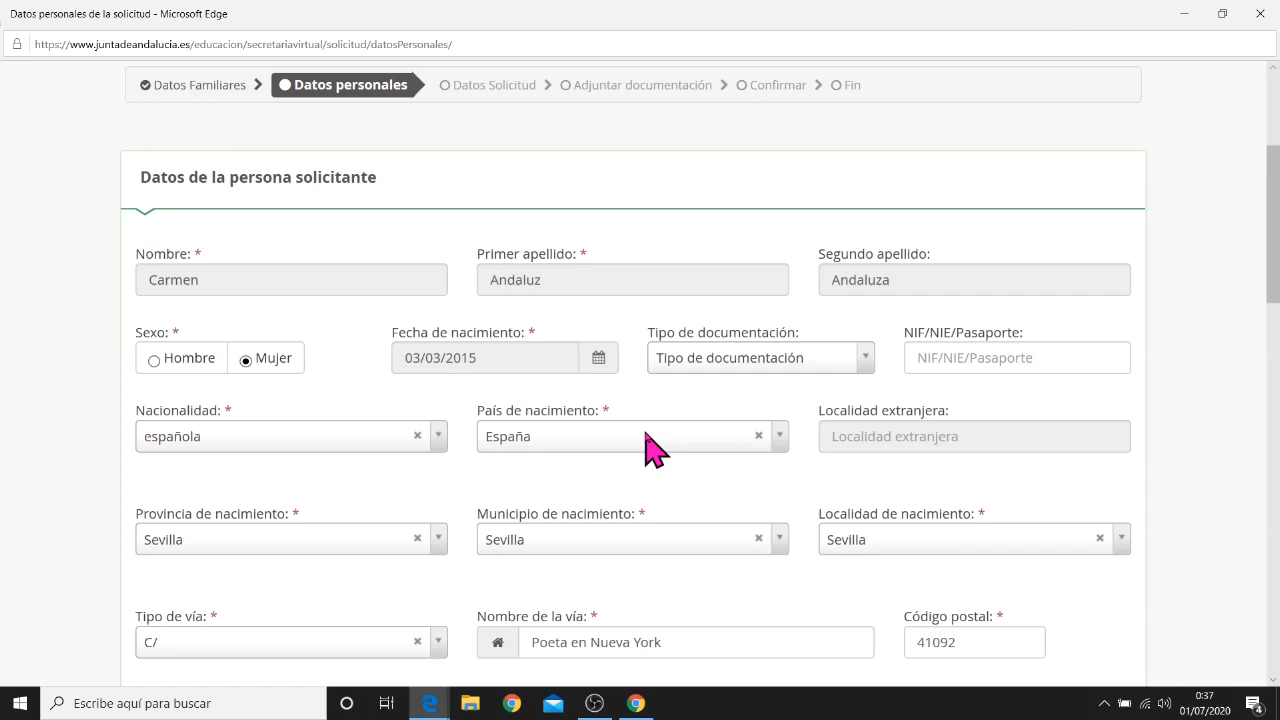 Datos personales de la solicitud - Microsoft Edge
https://www.juntadeandalucia.es/educacion/secretariavirtual/solicitud/datosPersonales/
Datos Familiares Datos personales Datos Solicitud Adjuntar documentación Confirmar Fin
Datos de la persona solicitante
Nombre: * Primer apellido: * Segundo apellido:
Carmen Andaluz Andaluza
Sexo: * Fecha de nacimiento: * Tipo de documentación: NIF/NIE/Pasaporte:
Hombre Mujer 03/03/2015 Tipo de documentación NIF/NIE/Pasaporte
Nacionalidad: * País de nacimiento: * Localidad extranjera:
española España Localidad extranjera
Provincia de nacimiento: * Municipio de nacimiento: * Localidad de nacimiento: *
Sevilla Sevilla Sevilla
Tipo de vía: * Nombre de la vía: * Código postal: *
C/ Poeta en Nueva York 41092
Escribe aquí para buscar
0:37
01/07/2020
4